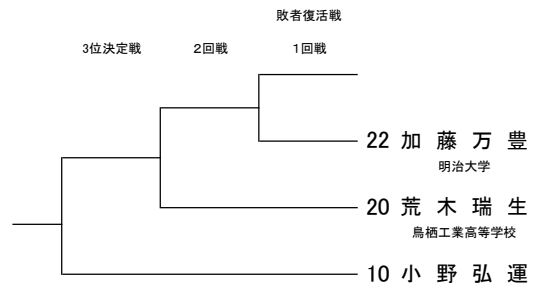 敗者復活戦
3位決定戦 2回戦 1回戦
22 加藤万豊
明治大学
20 荒木瑞生
鳥栖工業高等学校
10 小野弘運